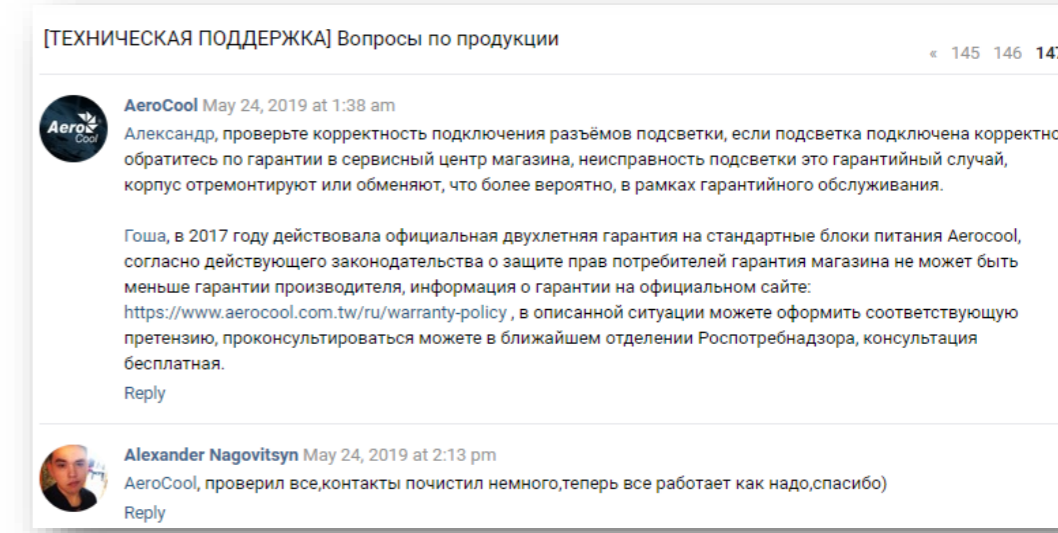 [ТЕХНИЧЕСКАЯ ПОДДЕРЖКА] Вопросы по продукции
« 145 146 147
AeroCool May 24, 2019 at 1:38 am
Aero
Cool
Александр, проверьте корректность подключения разъёмов подсветки, если подсветка подключена корректно
обратитесь по гарантии в сервисный центр магазина, неисправность подсветки это гарантийный случай,
корпус отремонтируют или обменяют, что более вероятно, в рамках гарантийного обслуживания.
Гоша, в 2017 году действовала официальная двухлетняя гарантия на стандартные блоки питания Aerocool,
согласно действующего законодательства о защите прав потребителей гарантия магазина не может быть
меньше гарантии производителя, информация о гарантии на официальном сайте:
https://www.aerocool.com.tw/ru/warranty-policy , в описанной ситуации можете оформить соответствующую
претензию, проконсультироваться можете в ближайшем отделении Роспотребнадзора, консультация
бесплатная.
Reply
Alexander Nagovitsyn May 24, 2019 at 2:13 pm
AeroCool, проверил все,контакты почистил немного,теперь все работает как надо,спасибо)
Reply